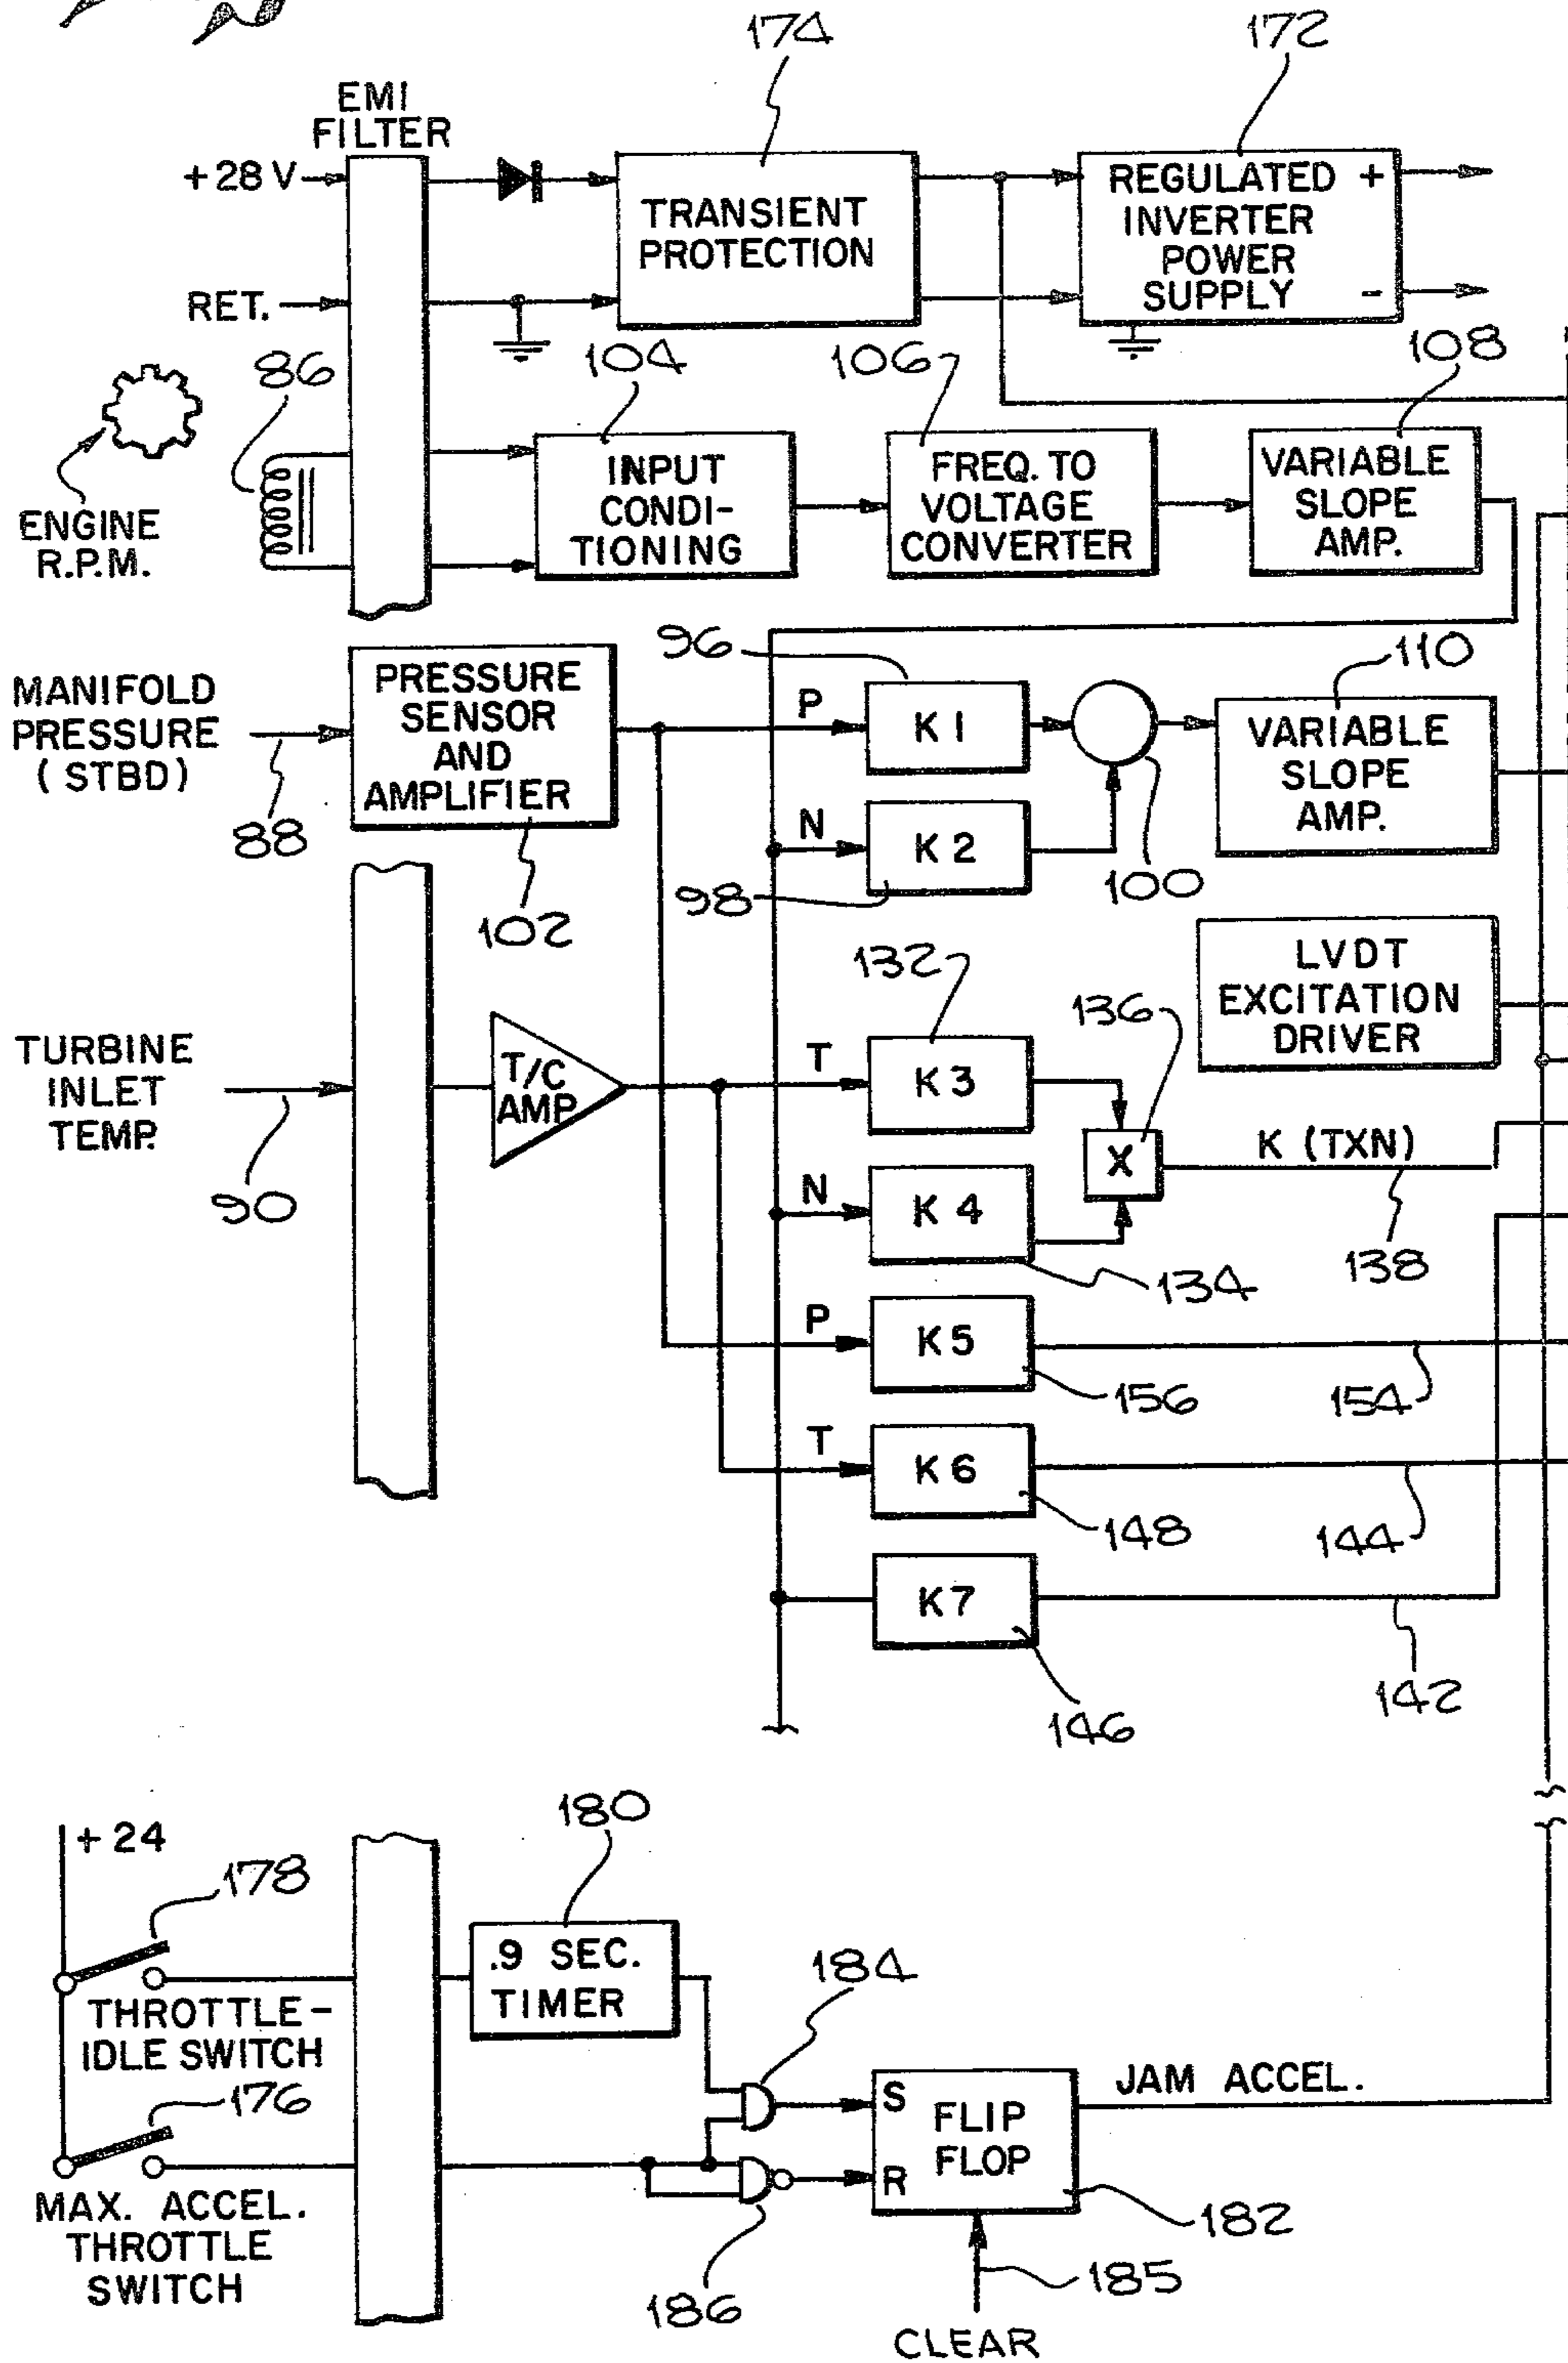 174
172
EMI
FILTER
+28 V
TRANSIENT
PROTECTION
REGULATED +
INVERTER
POWER
SUPPLY -
RET.
86
104
106
108
ENGINE
R.P.M.
INPUT
CONDI-
TIONING
FREQ. TO
VOLTAGE
CONVERTER
VARIABLE
SLOPE
AMP.
96
110
MANIFOLD
PRESSURE
(STBD)
88
PRESSURE
SENSOR
AND
AMPLIFIER
102
P
K1
N
K2
98
100
VARIABLE
SLOPE
AMP.
132
136
LVDT
EXCITATION
DRIVER
TURBINE
INLET
TEMP.
90
T/C
AMP
T
K3
X
K (TXN)
138
N
K4
134
P
K5
156
154
T
K6
148
144
K7
146
142
+24
178
180
.9 SEC.
TIMER
184
THROTTLE-
IDLE SWITCH
176
S
FLIP
FLOP
R
JAM ACCEL.
MAX. ACCEL.
THROTTLE
SWITCH
186
182
185
CLEAR